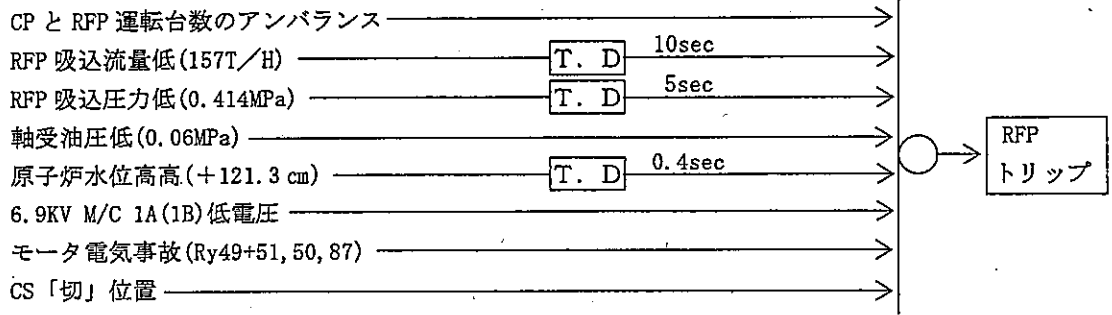 CP と RFP 運転台数のアンバランス
RFP 吸込流量低(157T／H) T. D 10sec
RFP 吸込圧力低(0.414MPa) T. D 5sec
軸受油圧低(0.06MPa)
原子炉水位高高(＋121.3 cm) T. D 0.4sec
6.9KV M/C 1A(1B)低電圧
モータ電気事故(Ry49+51,50,87)
CS「切」位置
RFP
トリップ